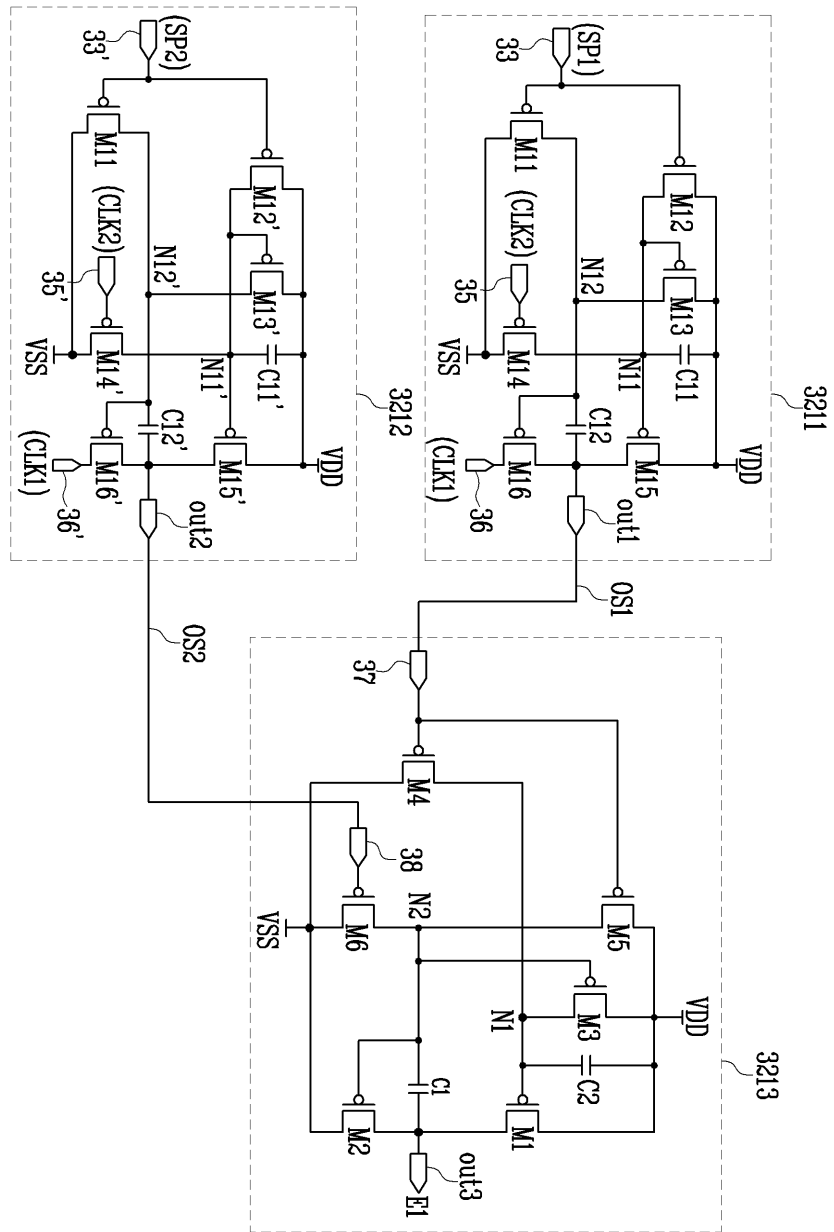 3211
VDD
M12
M13
C11
M15
N11
(SP1)
33
N12
C12
out1
OS1
M11
(CLK2)
35
M14
M16
VSS
(CLK1)
36
3212
VDD
M12'
M13'
C11'
M15'
N11'
(SP2)
33'
N12'
C12'
out2
OS2
M11
(CLK2)
35'
M14'
M16'
VSS
(CLK1)
36'
3213
VDD
M5
M3
C2
N1
M1
37
M4
N2
C1
out3
E1
38
M6
M2
VSS